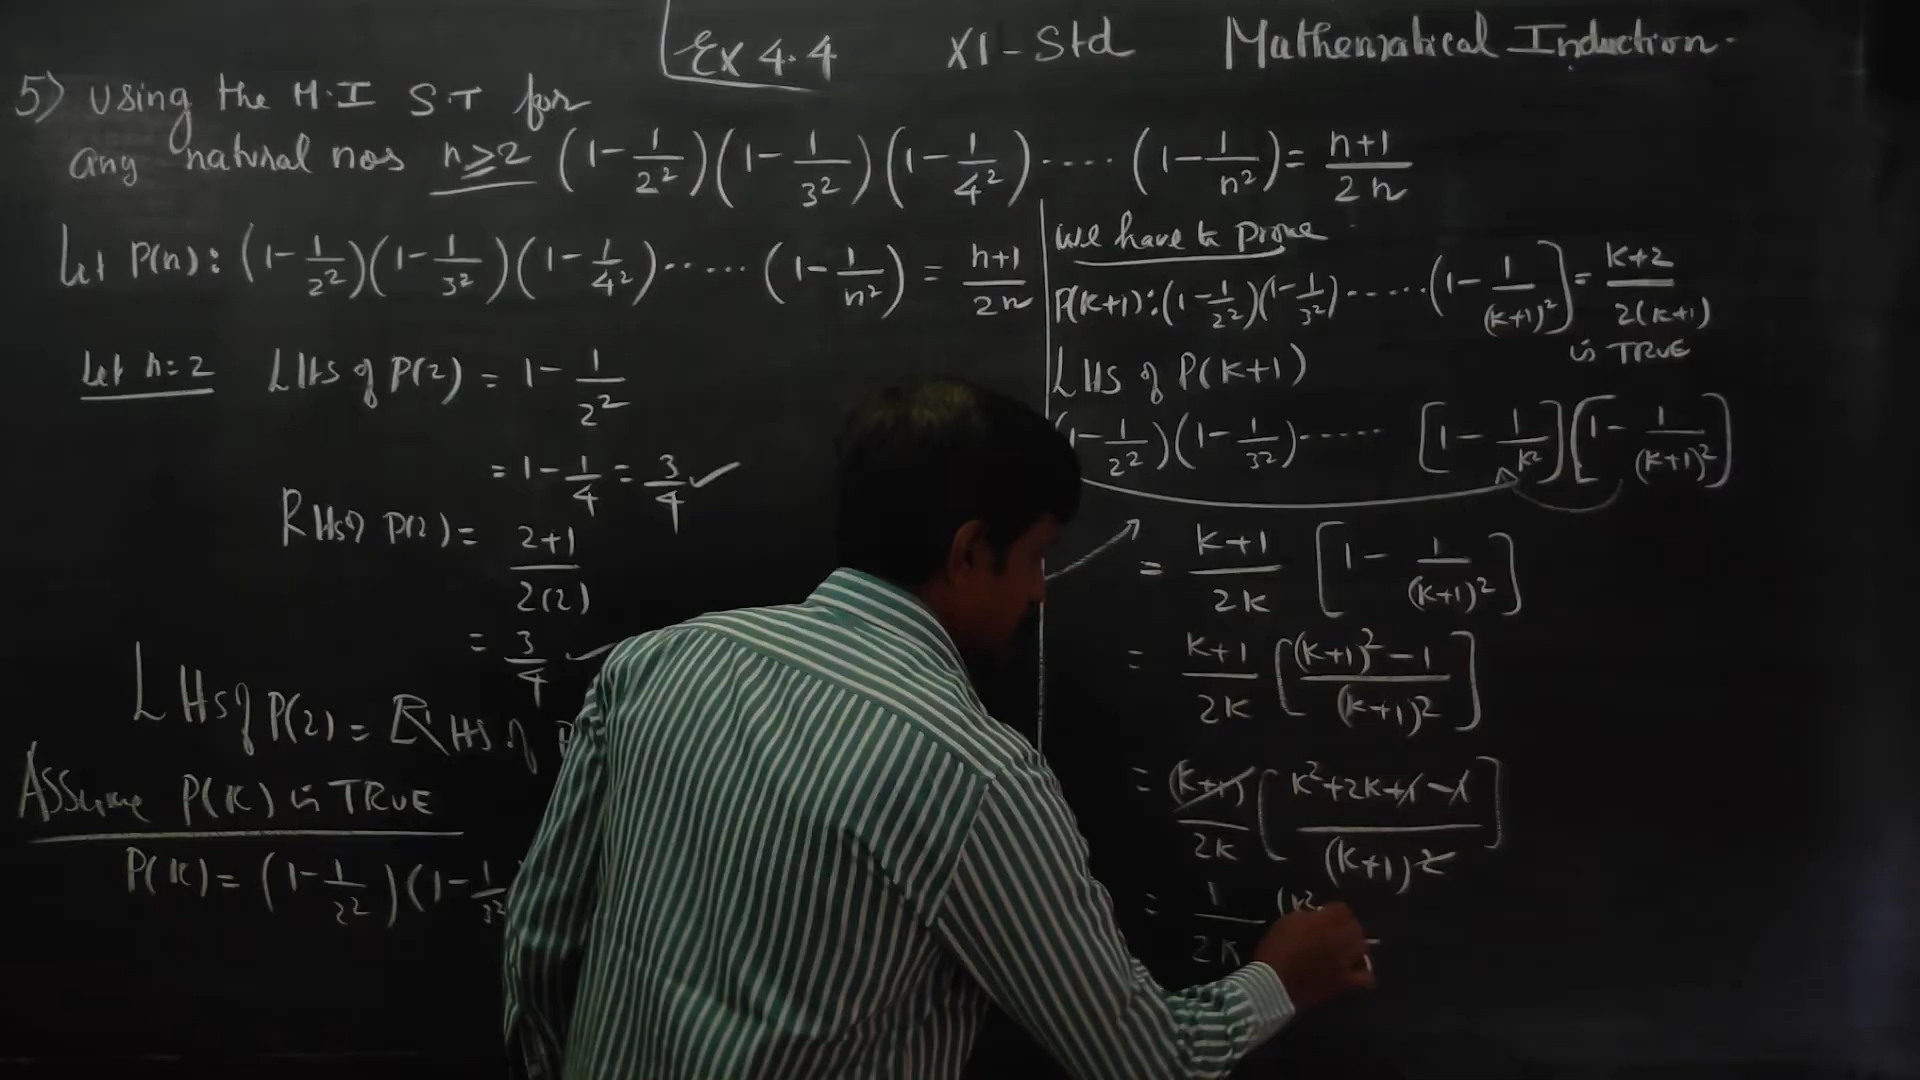 Ex 4.4 XI-Std Mathematical Induction.
5) Using the M.I S.T for
any natural nos n≥2 (1-1/2²)(1-1/3²)(1-1/4²).....(1-1/n²)=(n+1)/2n
Let P(n): (1-1/2²)(1-1/3²)(1-1/4²)......(1-1/n²) = (n+1)/2n
Let n=2 LHS of P(2) = 1-1/2²
= 1-1/4 = 3/4 ✓
RHS of P(2) = (2+1)/2(2)
= 3/4 ✓
LHS of P(2) = RHS of P
Assume P(K) is TRUE
P(K) = (1-1/2²)(1-1/3²
We have to prove
P(K+1): (1-1/2²)(1-1/3²)......(1-1/(K+1)²] = (K+2)/2(K+1)
is TRUE
LHS of P(K+1)
(1-1/2²)(1-1/3²)...... [1-1/K²][1-1/(K+1)²]
= (K+1)/2K [1-1/(K+1)²]
= (K+1)/2K [((K+1)²-1)/(K+1)²]
= (K+1)/2K [(K²+2K+1-1)/(K+1)²]
= 1/2K (K²